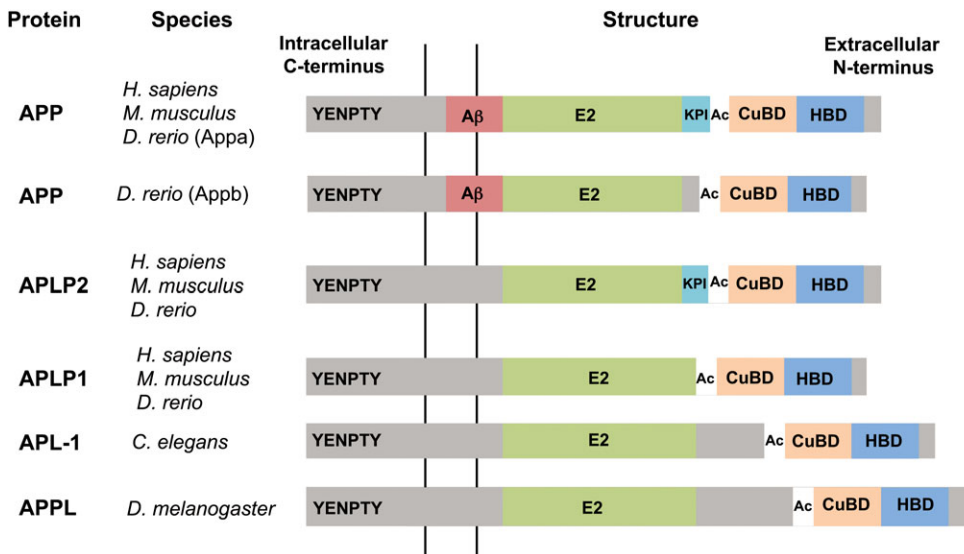 Protein Species Structure
Intracellular
C-terminus
Extracellular
N-terminus
APP
H. sapiens
M. musculus
D. rerio (Appa)
YENPTY Aβ E2 KPI Ac CuBD HBD
APP
D. rerio (Appb)
YENPTY Aβ E2 Ac CuBD HBD
APLP2
H. sapiens
M. musculus
D. rerio
YENPTY E2 KPI Ac CuBD HBD
APLP1
H. sapiens
M. musculus
D. rerio
YENPTY E2 Ac CuBD HBD
APL-1
C. elegans
YENPTY E2 Ac CuBD HBD
APPL
D. melanogaster
YENPTY E2 Ac CuBD HBD